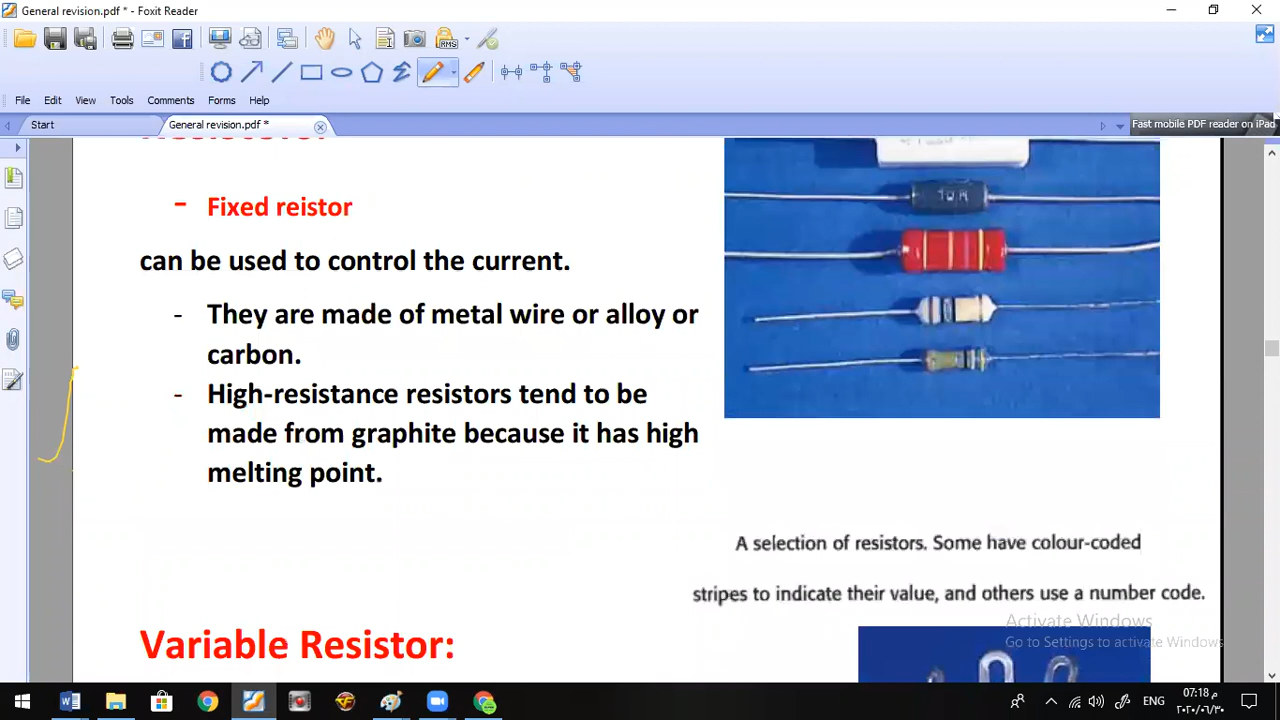 General revision.pdf * - Foxit Reader
File Edit View Tools Comments Forms Help
Start
General revision.pdf *
Fast mobile PDF reader on iPad
- Fixed reistor
can be used to control the current.
- They are made of metal wire or alloy or
carbon.
- High-resistance resistors tend to be
made from graphite because it has high
melting point.
A selection of resistors. Some have colour-coded
stripes to indicate their value, and others use a number code.
Activate Windows
Go to Settings to activate Windows.
Variable Resistor:
ENG
07:18 م
٢٠٢٠/٠٦/٣٠